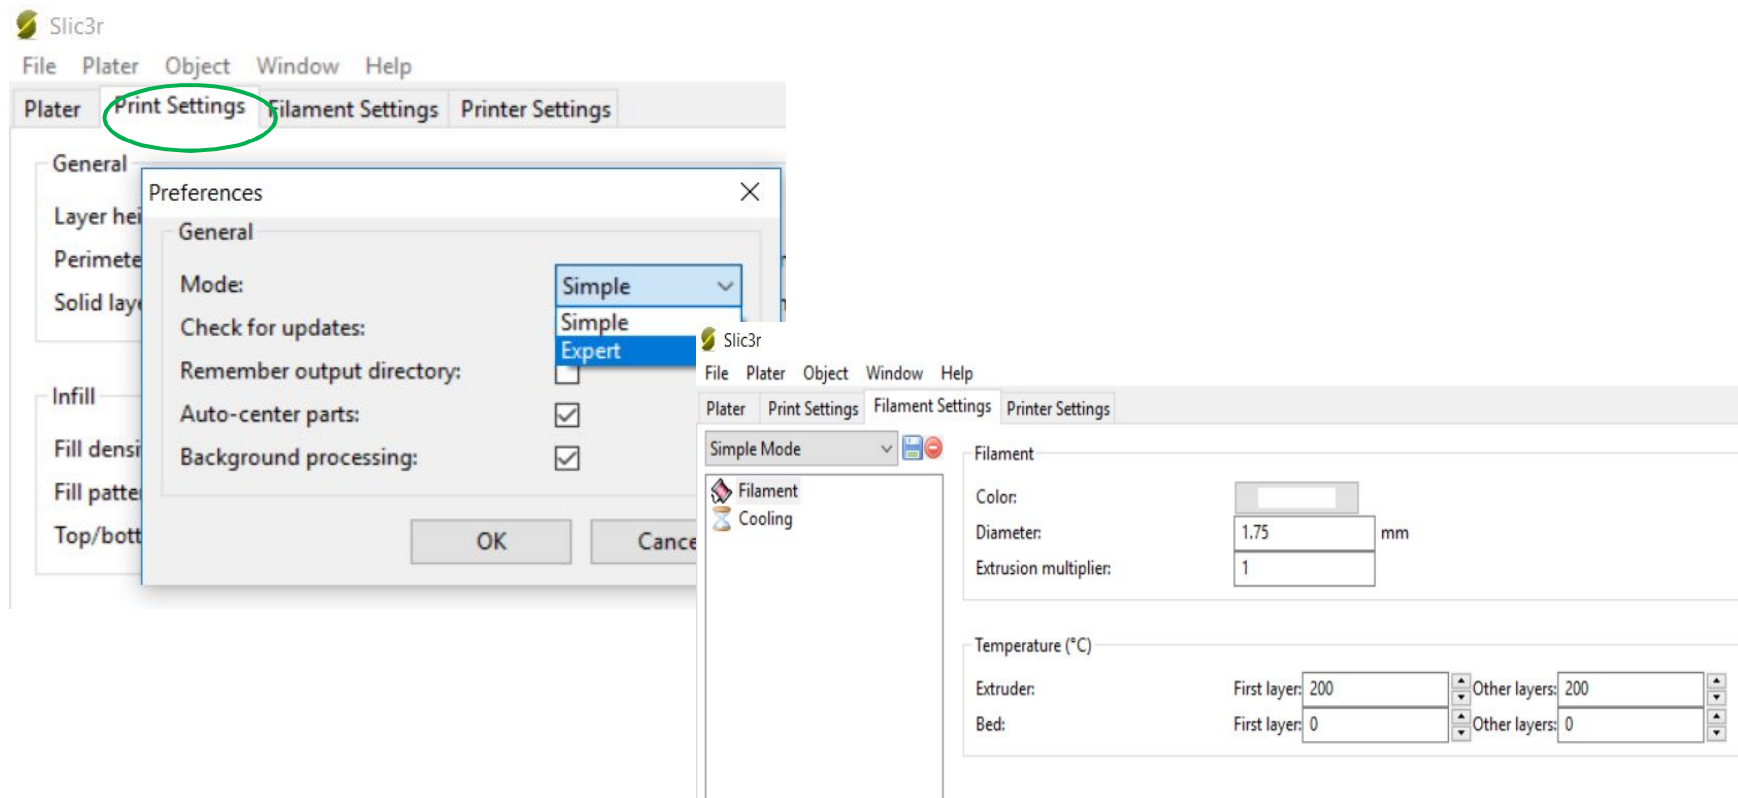 Slic3r
File Plater Object Window Help
Plater Print Settings Filament Settings Printer Settings
General
Layer hei
Perimete
Solid lay
Infill
Fill densi
Fill patte
Top/bott
Preferences
General
Mode: Simple
Simple
Expert
Check for updates:
Remember output directory:
Auto-center parts:
Background processing:
OK Cance
Slic3r
File Plater Object Window Help
Plater Print Settings Filament Settings Printer Settings
Simple Mode
Filament
Cooling
Filament
Color:
Diameter: 1.75 mm
Extrusion multiplier: 1
Temperature (°C)
Extruder: First layer: 200 Other layers: 200
Bed: First layer: 0 Other layers: 0